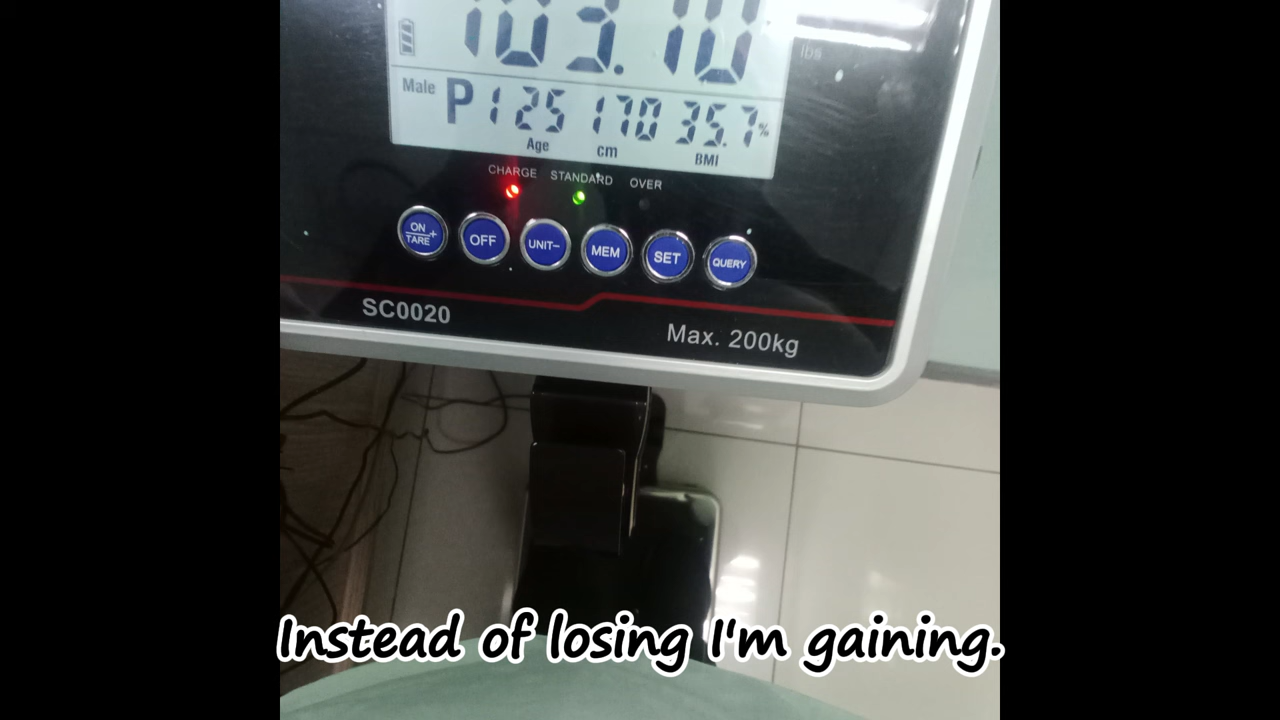 103.10
lbs
Male P1 25 170 35.7%
Age cm BMI
CHARGE STANDARD OVER
ON + TARE OFF UNIT- MEM SET QUERY
SC0020
Max. 200kg
Instead of losing I'm gaining.